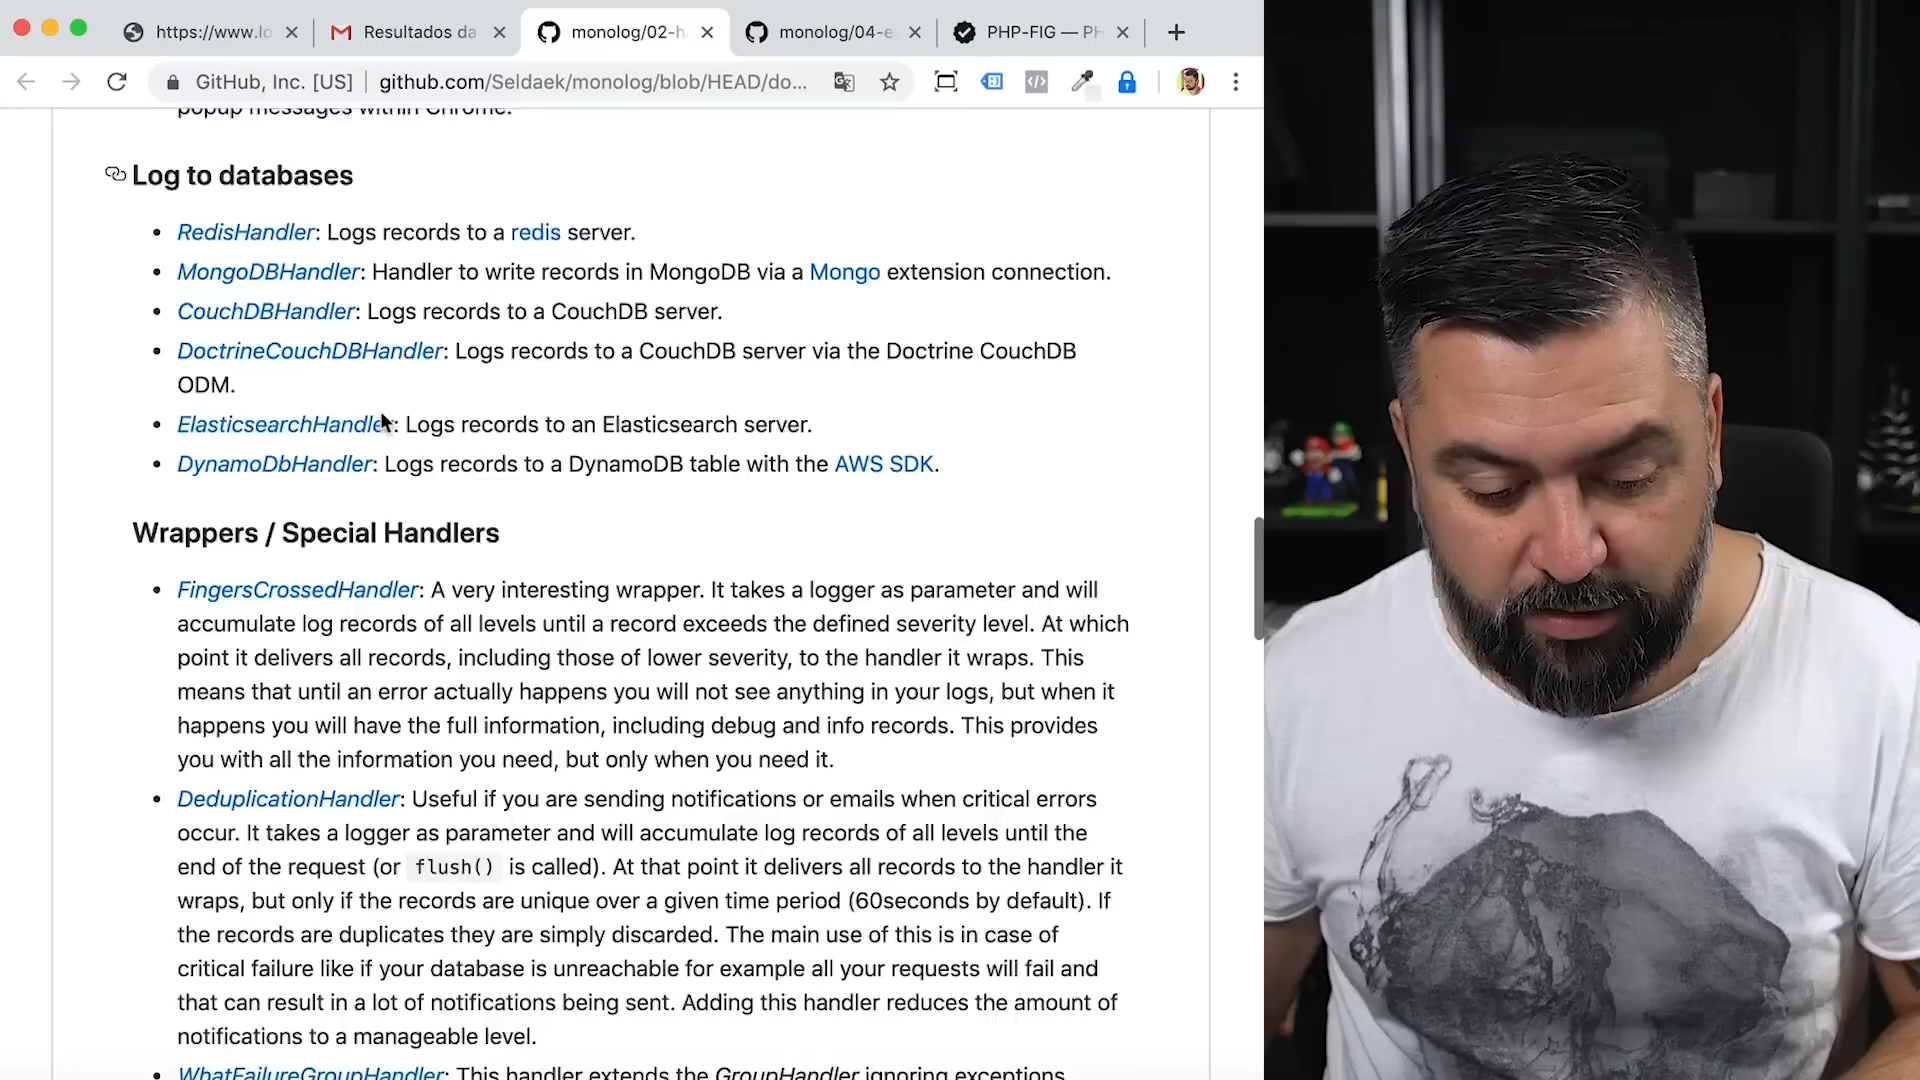 https://www.lo
Resultados da
monolog/02-h
monolog/04-e
PHP-FIG — PH
GitHub, Inc. [US]
github.com/Seldaek/monolog/blob/HEAD/do...
popup messages within Chrome.
Log to databases
RedisHandler: Logs records to a redis server.
MongoDBHandler: Handler to write records in MongoDB via a Mongo extension connection.
CouchDBHandler: Logs records to a CouchDB server.
DoctrineCouchDBHandler: Logs records to a CouchDB server via the Doctrine CouchDB
ODM.
ElasticsearchHandler: Logs records to an Elasticsearch server.
DynamoDbHandler: Logs records to a DynamoDB table with the AWS SDK.
Wrappers / Special Handlers
FingersCrossedHandler: A very interesting wrapper. It takes a logger as parameter and will
accumulate log records of all levels until a record exceeds the defined severity level. At which
point it delivers all records, including those of lower severity, to the handler it wraps. This
means that until an error actually happens you will not see anything in your logs, but when it
happens you will have the full information, including debug and info records. This provides
you with all the information you need, but only when you need it.
DeduplicationHandler: Useful if you are sending notifications or emails when critical errors
occur. It takes a logger as parameter and will accumulate log records of all levels until the
end of the request (or flush() is called). At that point it delivers all records to the handler it
wraps, but only if the records are unique over a given time period (60seconds by default). If
the records are duplicates they are simply discarded. The main use of this is in case of
critical failure like if your database is unreachable for example all your requests will fail and
that can result in a lot of notifications being sent. Adding this handler reduces the amount of
notifications to a manageable level.
WhatFailureGroupHandler: This handler extends the GroupHandler ignoring exceptions